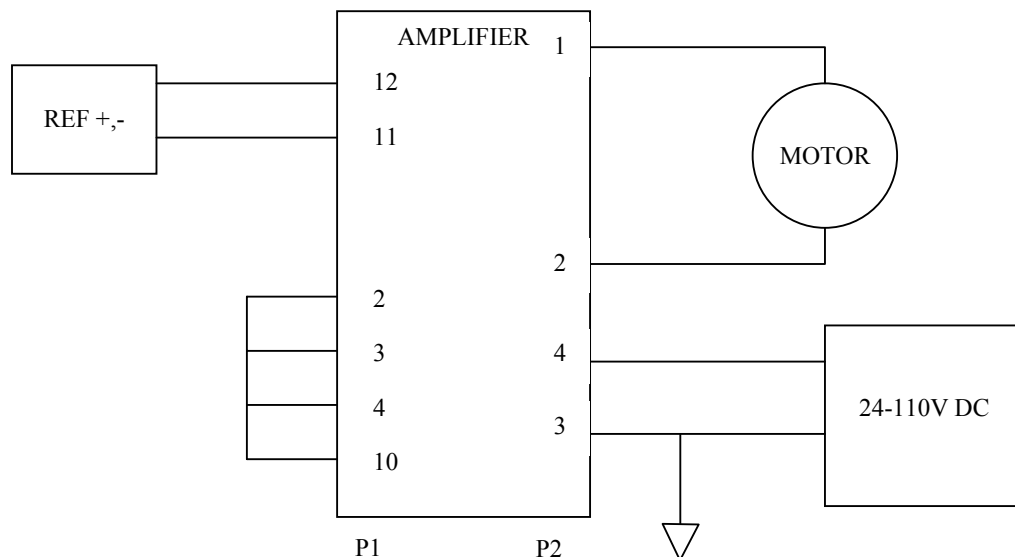 AMPLIFIER
1
12
REF +,-
11
MOTOR
2
2
3
4
4
24-110V DC
3
10
P1
P2